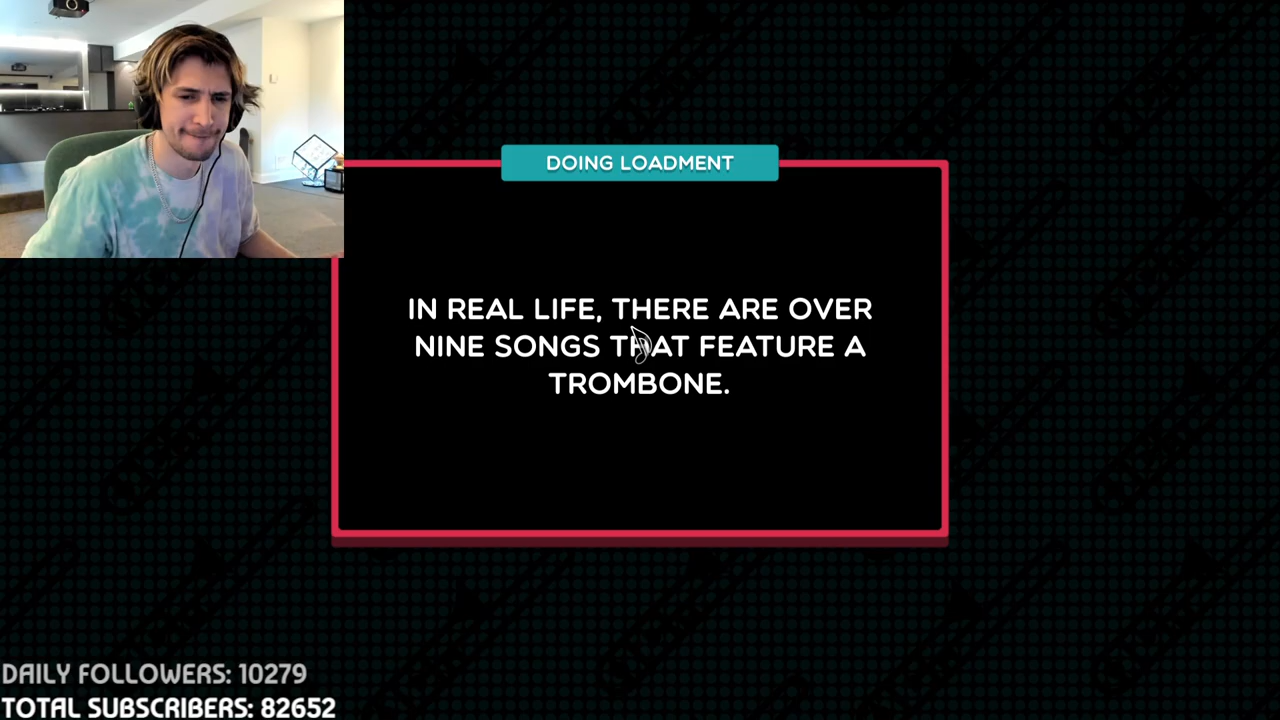 DOING LOADMENT
IN REAL LIFE, THERE ARE OVER
NINE SONGS THAT FEATURE A
TROMBONE.
DAILY FOLLOWERS: 10279
TOTAL SUBSCRIBERS: 82652